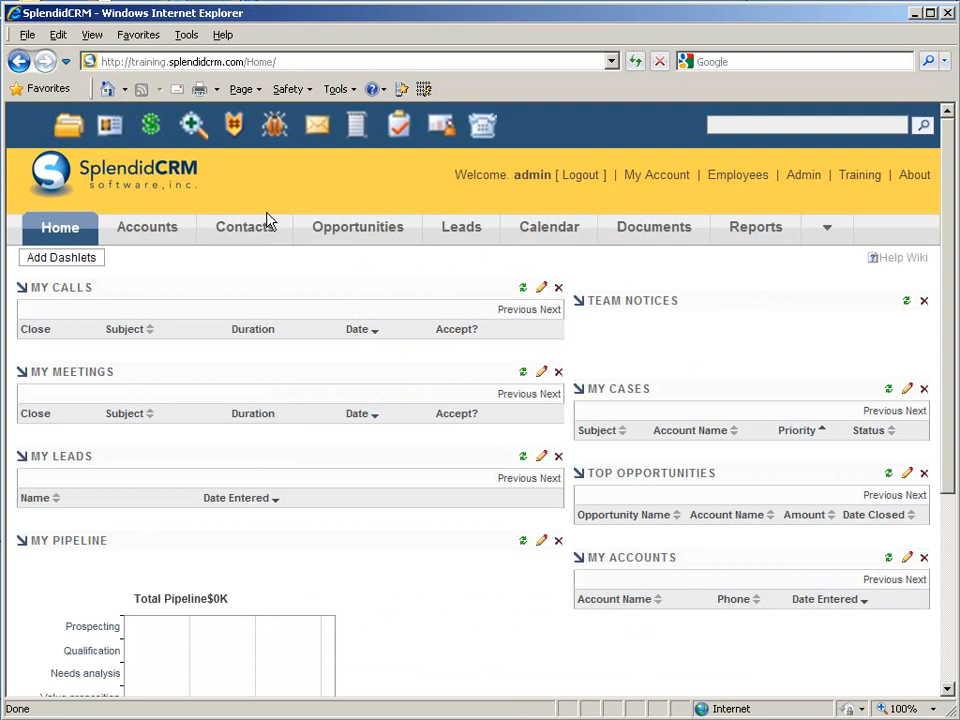 SplendidCRM - Windows Internet Explorer
File Edit View Favorites Tools Help
http://training.splendidcrm.com/Home/
Google
Favorites Page Safety Tools
SplendidCRM
software, inc.
Welcome. admin [ Logout ] | My Account | Employees | Admin | Training | About
Home Accounts Contacts Opportunities Leads Calendar Documents Reports
Add Dashlets
Help Wiki
MY CALLS
Previous Next
Close Subject Duration Date Accept?
MY MEETINGS
Previous Next
Close Subject Duration Date Accept?
MY LEADS
Previous Next
Name Date Entered
MY PIPELINE
Total Pipeline$0K
Prospecting
Qualification
Needs analysis
Value proposition
TEAM NOTICES
MY CASES
Previous Next
Subject Account Name Priority Status
TOP OPPORTUNITIES
Previous Next
Opportunity Name Account Name Amount Date Closed
MY ACCOUNTS
Previous Next
Account Name Phone Date Entered
Done Internet 100%